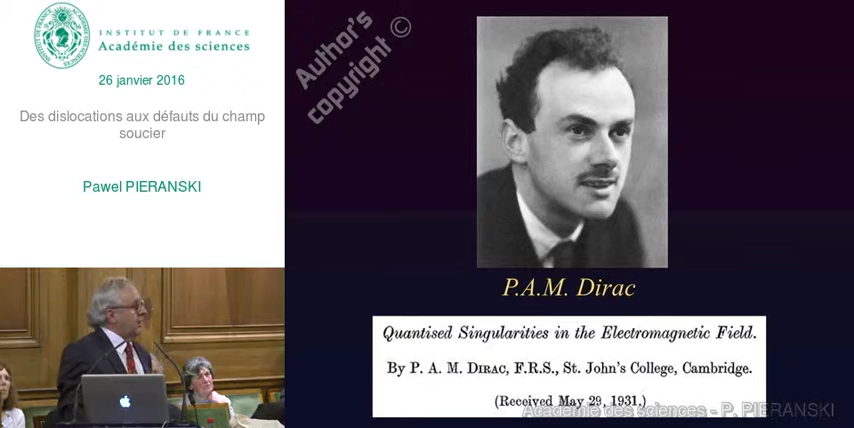 INSTITUT DE FRANCE
Académie des sciences
26 janvier 2016
Des dislocations aux défauts du champ
soucier
Pawel PIERANSKI
Author's
copyright ©
P.A.M. Dirac
Quantised Singularities in the Electromagnetic Field.
By P. A. M. DIRAC, F.R.S., St. John's College, Cambridge.
(Received May 29, 1931.)
Académie des sciences - P. PIERANSKI